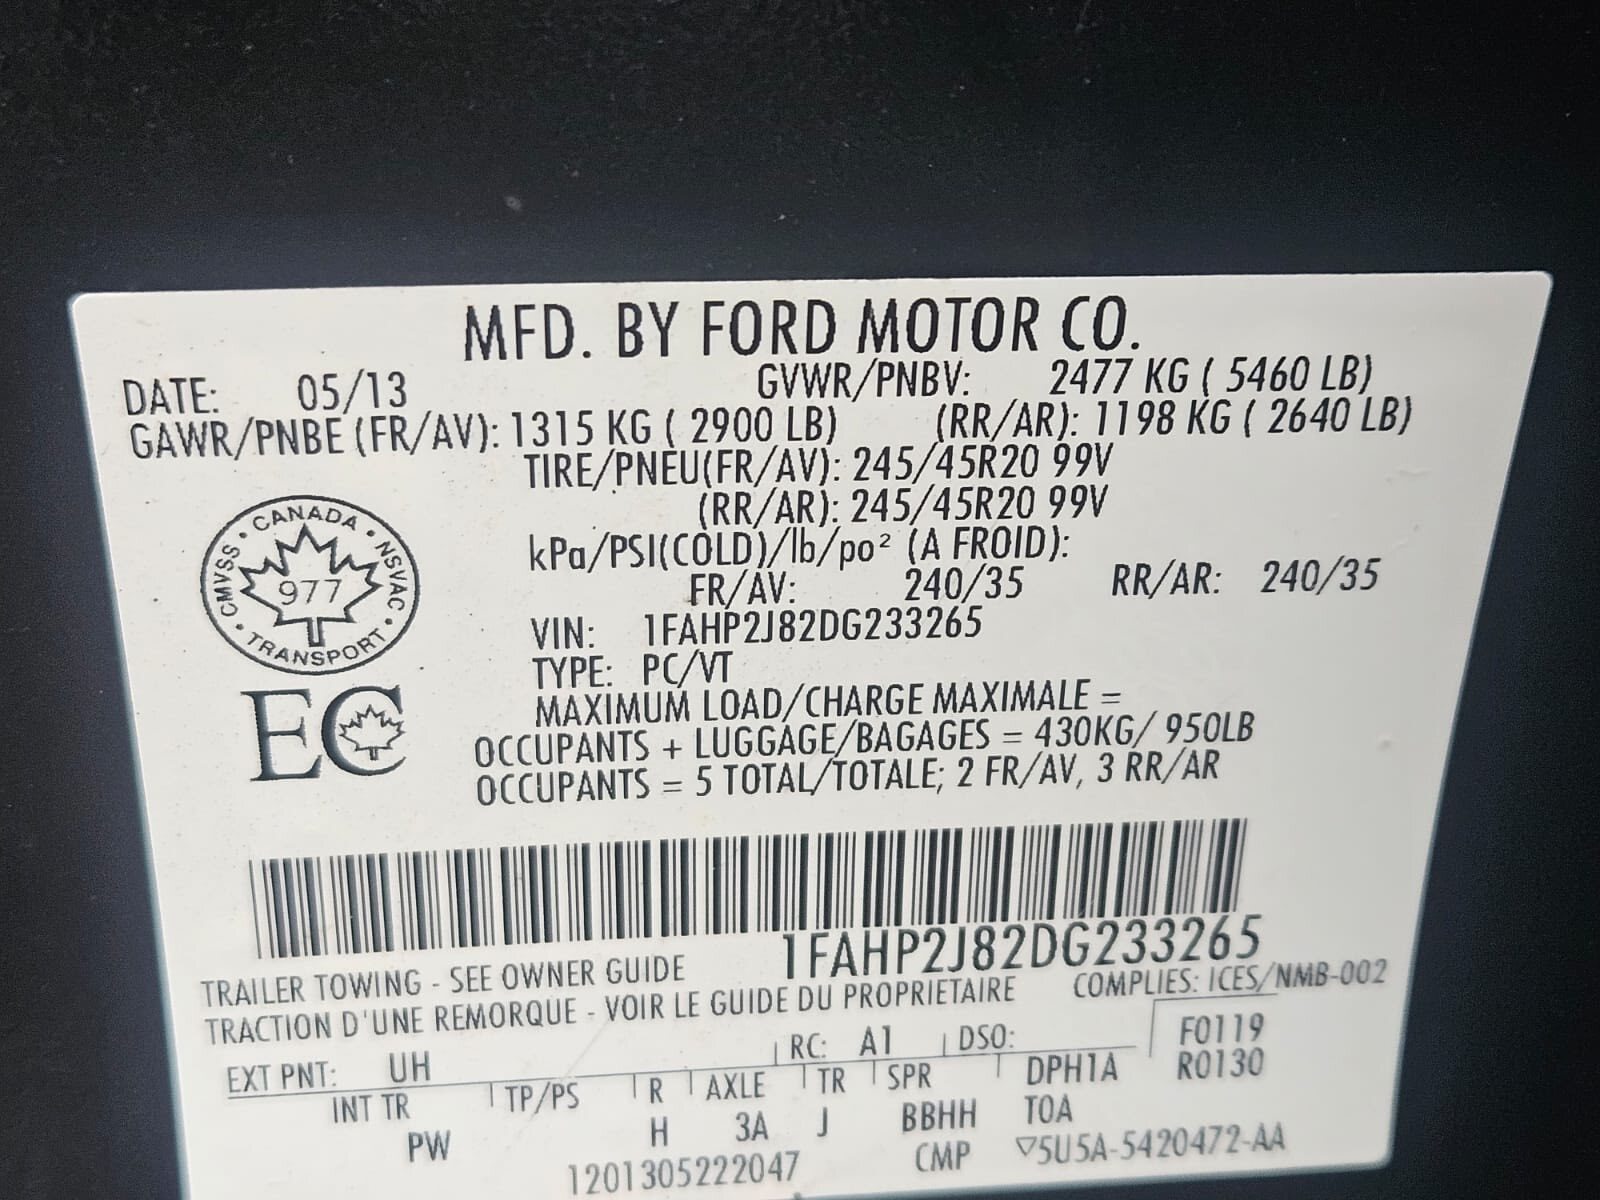 MFD. BY FORD MOTOR CO.
DATE: 05/13 GVWR/PNBV: 2477 KG ( 5460 LB)
GAWR/PNBE (FR/AV): 1315 KG ( 2900 LB) (RR/AR): 1198 KG ( 2640 LB)
TIRE/PNEU(FR/AV): 245/45R20 99V
(RR/AR): 245/45R20 99V
kPa/PSI(COLD)/lb/po² (A FROID):
FR/AV: 240/35 RR/AR: 240/35
VIN: 1FAHP2J82DG233265
TYPE: PC/VT
MAXIMUM LOAD/CHARGE MAXIMALE =
OCCUPANTS + LUGGAGE/BAGAGES = 430KG/ 950LB
OCCUPANTS = 5 TOTAL/TOTALE; 2 FR/AV, 3 RR/AR
CANADA
CMVSS • 977 • NSVAC
TRANSPORT
EC
1FAHP2J82DG233265
TRAILER TOWING - SEE OWNER GUIDE
TRACTION D'UNE REMORQUE - VOIR LE GUIDE DU PROPRIETAIRE COMPLIES: ICES/NMB-002
EXT PNT: UH RC: A1 DSO: F0119
INT TR TP/PS R AXLE TR SPR DPH1A R0130
PW H 3A J BBHH TOA
1201305222047 CMP ▽5U5A-5420472-AA